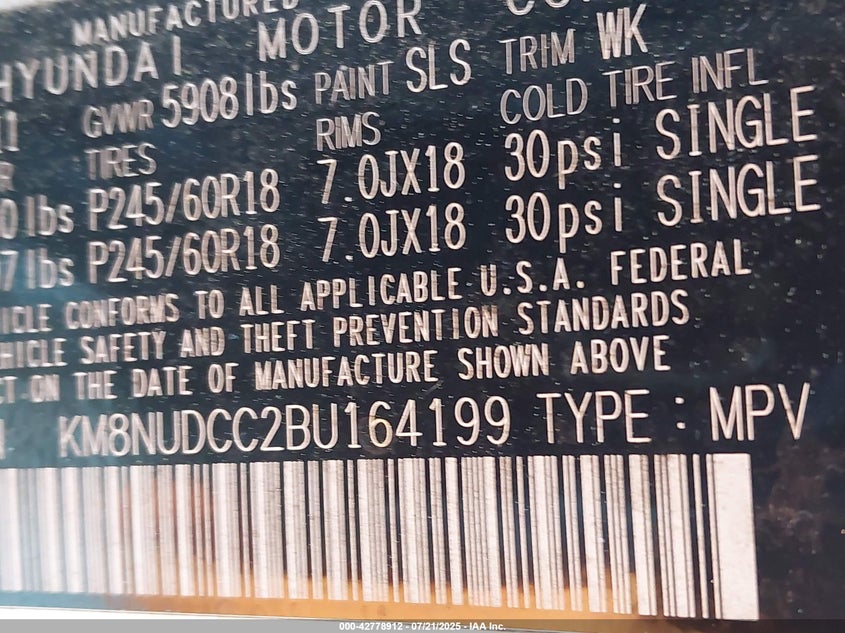 MANUFACTURED
HYUNDAI MOTOR
GVWR 5908lbs PAINT SLS TRIM WK
TIRES RIMS COLD TIRE INFL
lbs P245/60R18 7.0JX18 30psi SINGLE
lbs P245/60R18 7.0JX18 30psi SINGLE
CONFORMS TO ALL APPLICABLE U.S.A. FEDERAL
SAFETY AND THEFT PREVENTION STANDARDS
ON THE DATE OF MANUFACTURE SHOWN ABOVE
KM8NUDCC2BU164199 TYPE : MPV
000-42778912 - 07/21/2025 - IAA Inc.